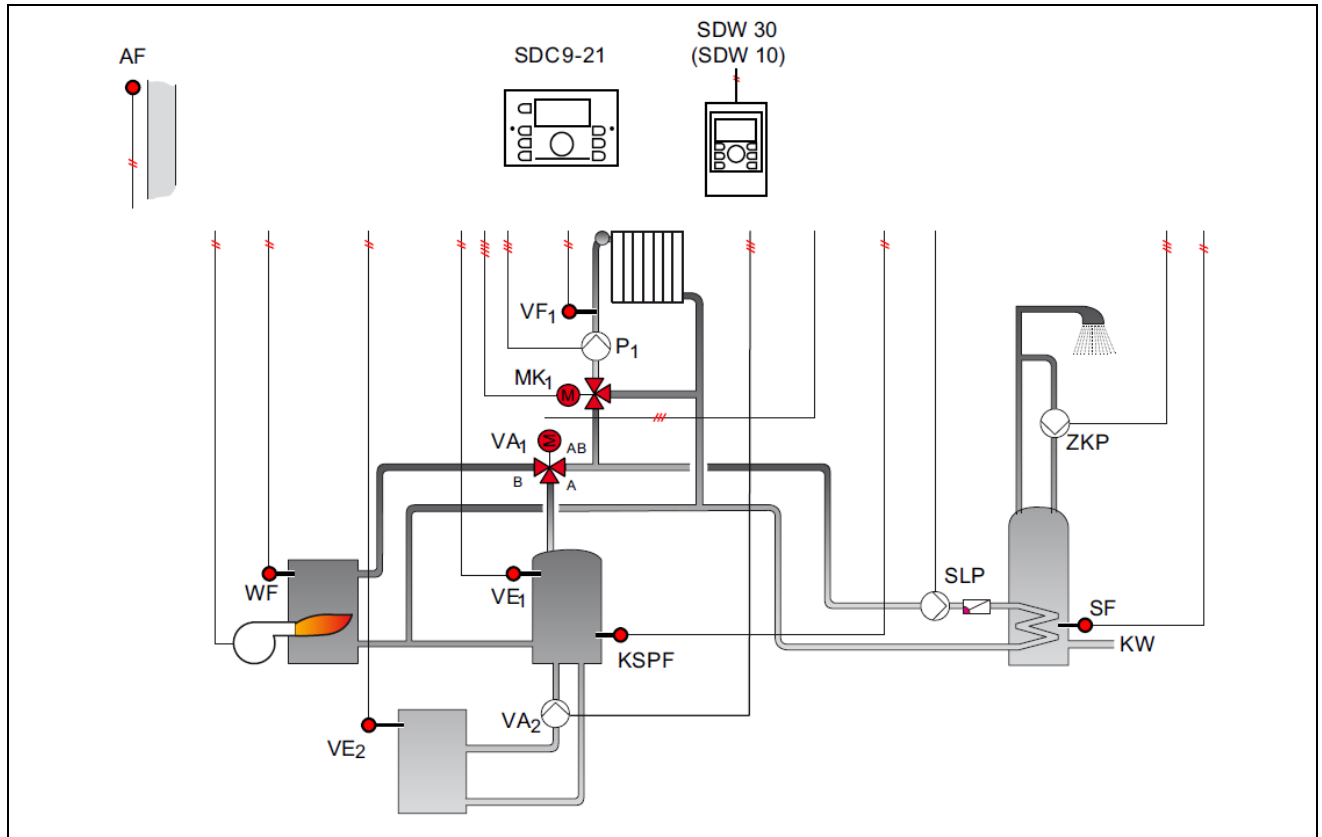 SDW 30
(SDW 10)
SDC9-21
AF
VF1
P1
MK1
M
VA1
M
AB
B
A
ZKP
WF
VE1
SLP
SF
KW
KSPF
VA2
VE2